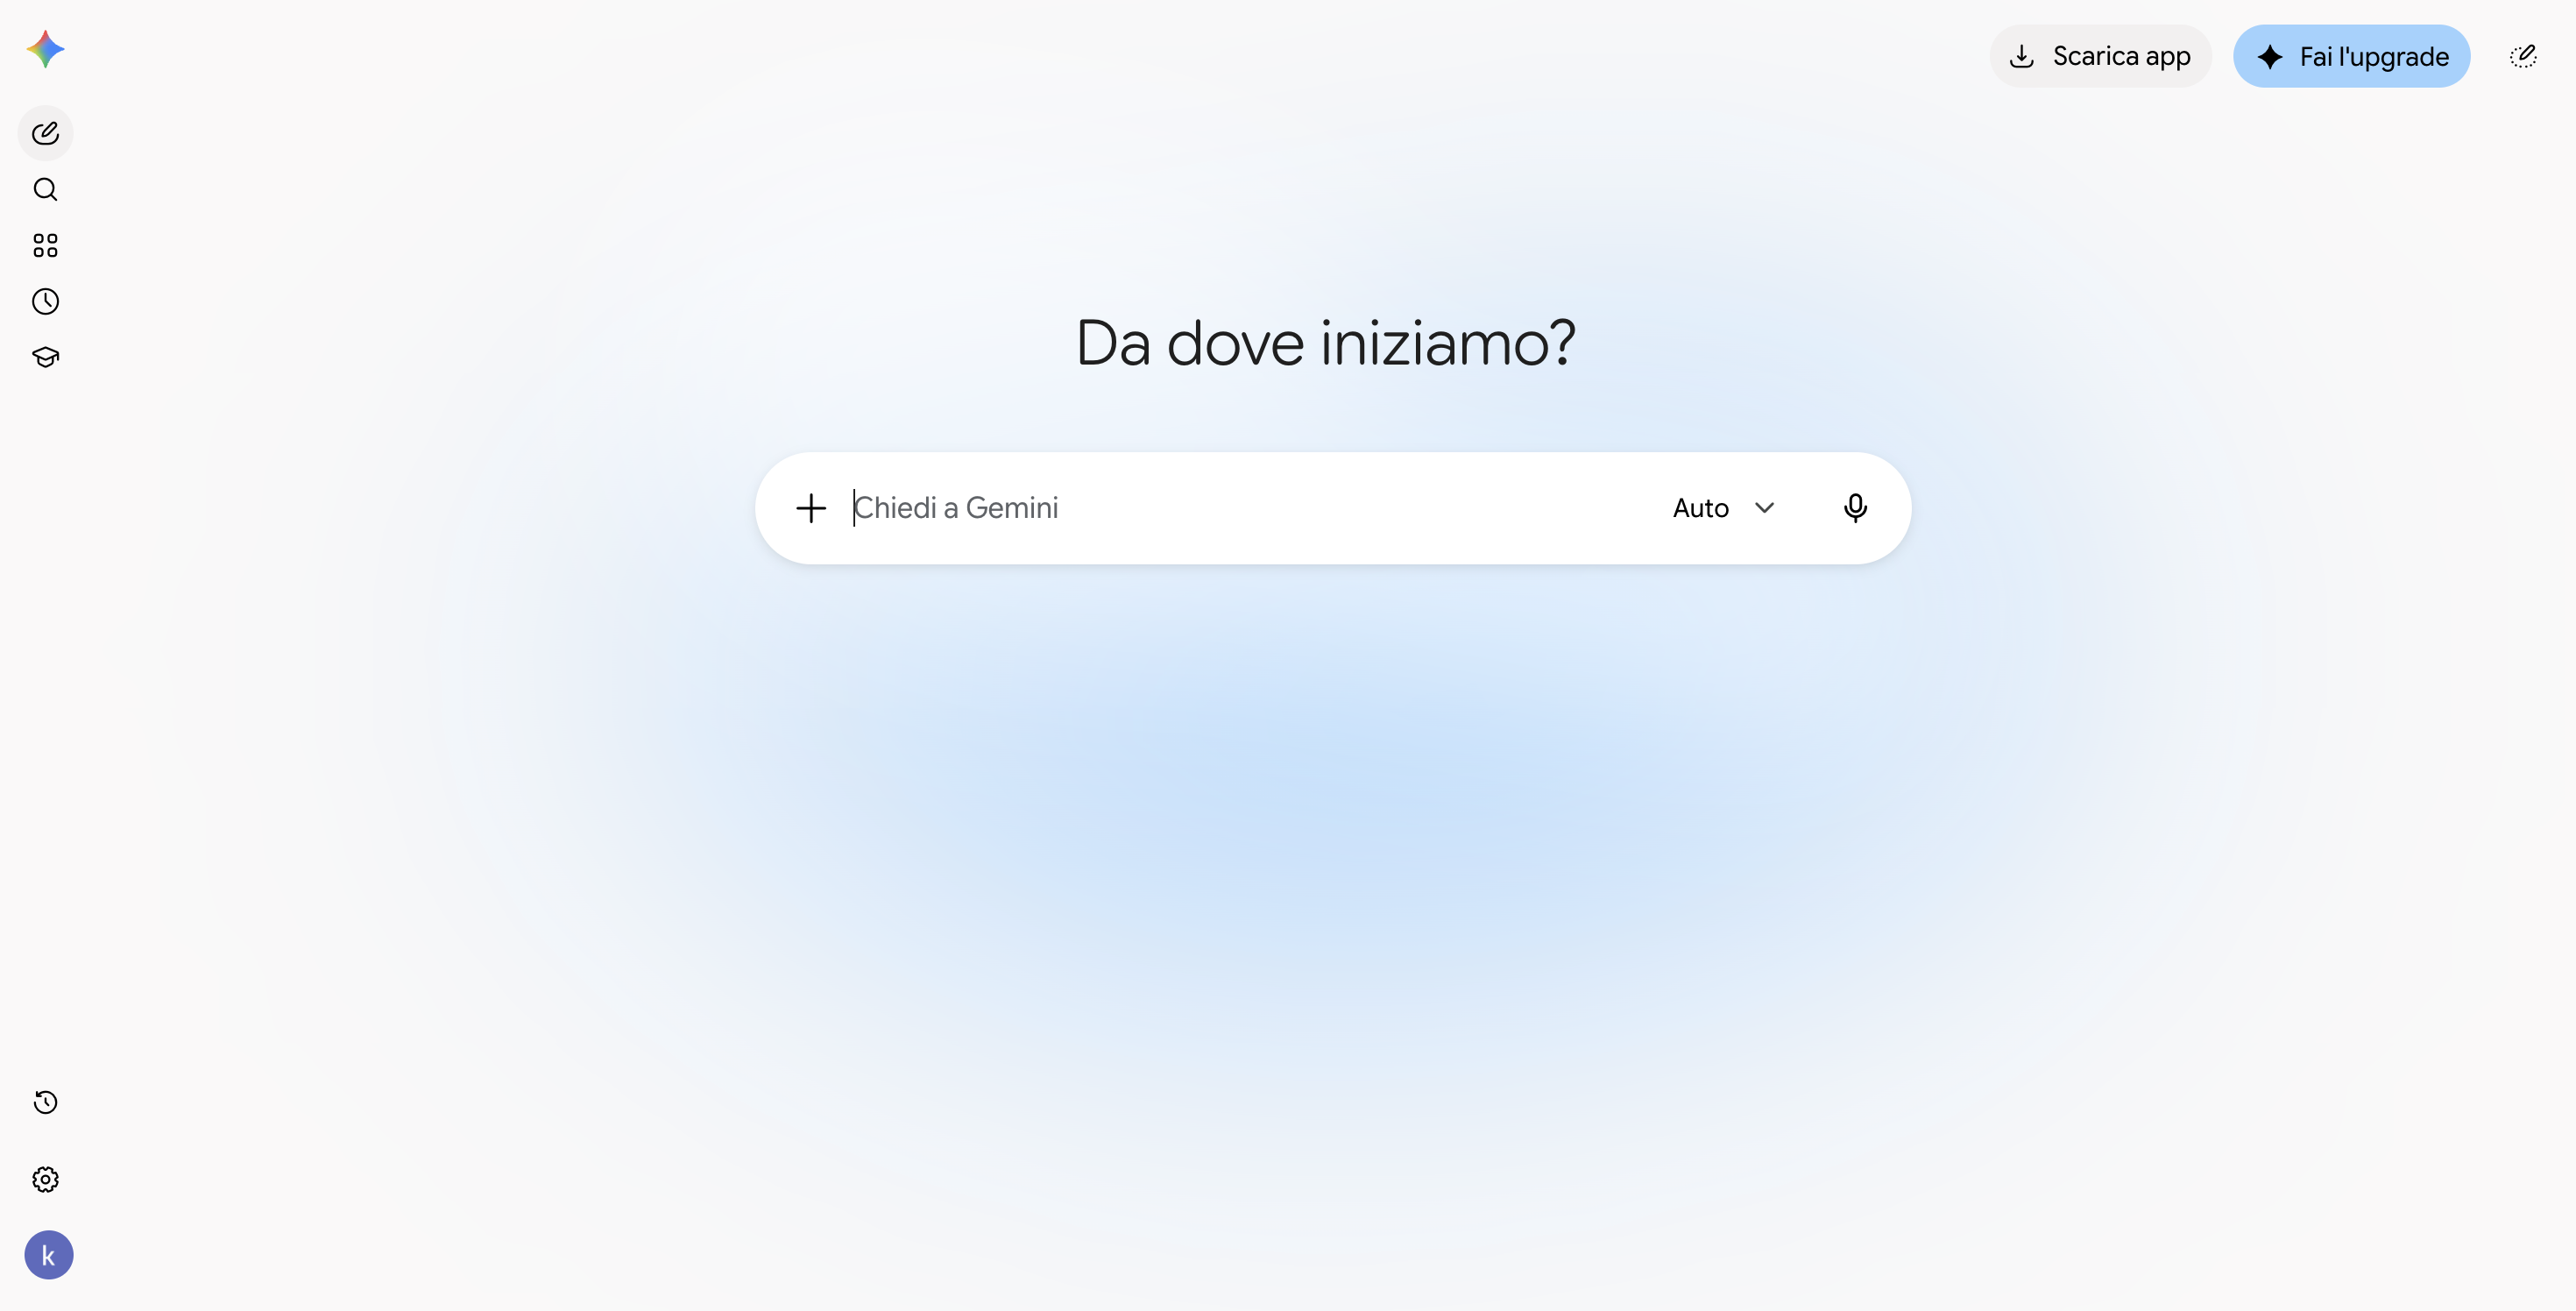 Scarica app
Fai l'upgrade
Da dove iniziamo?
Chiedi a Gemini
Auto
k